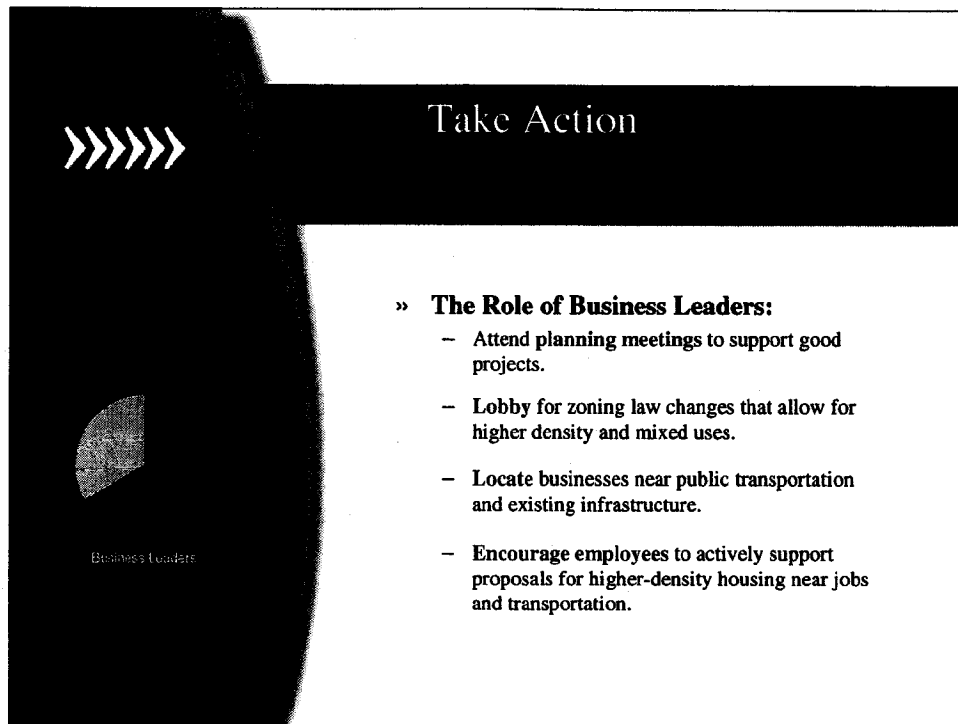 Take Action
» The Role of Business Leaders:
– Attend planning meetings to support good
projects.
– Lobby for zoning law changes that allow for
higher density and mixed uses.
– Locate businesses near public transportation
and existing infrastructure.
– Encourage employees to actively support
proposals for higher-density housing near jobs
and transportation.
Business Leaders